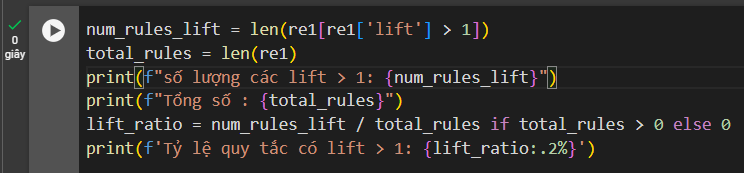 0
giây
num_rules_lift = len(re1[re1['lift'] > 1])
total_rules = len(re1)
print(f"số lượng các lift > 1: {num_rules_lift}")
print(f"Tổng số : {total_rules}")
lift_ratio = num_rules_lift / total_rules if total_rules > 0 else 0
print(f'Tỷ lệ quy tắc có lift > 1: {lift_ratio:.2%}')